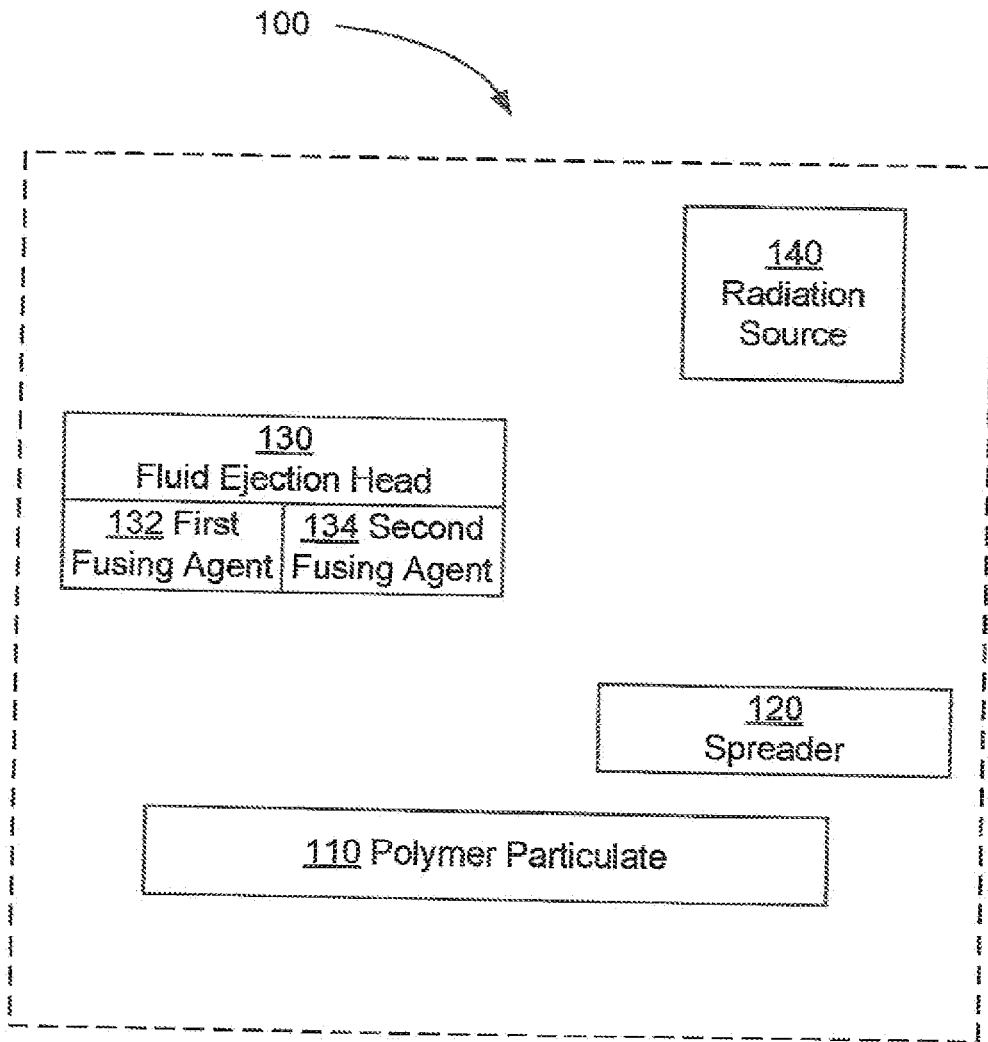 100
140
Radiation
Source
130
Fluid Ejection Head
132 First
Fusing Agent
134 Second
Fusing Agent
120
Spreader
110 Polymer Particulate